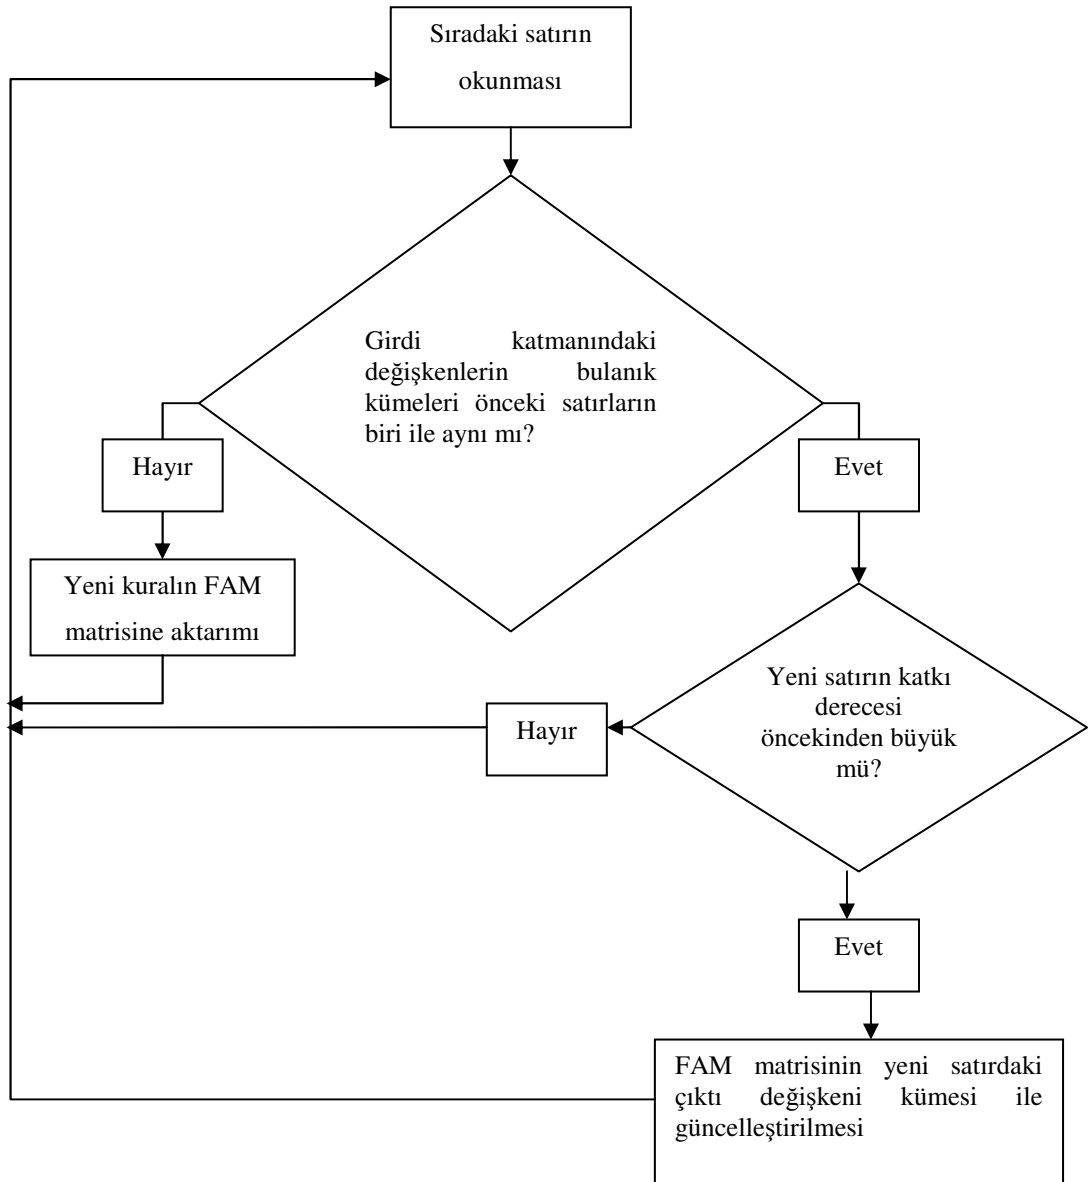 Sıradaki satırın
okunması
Girdi katmanındaki
değişkenlerin bulanık
kümeleri önceki satırların
biri ile aynı mı?
Hayır
Evet
Yeni kuralın FAM
matrisine aktarımı
Yeni satırın katkı
derecesi
öncekinden büyük
mü?
Hayır
Evet
FAM matrisinin yeni satırdaki
çıktı değişkeni kümesi ile
güncelleştirilmesi